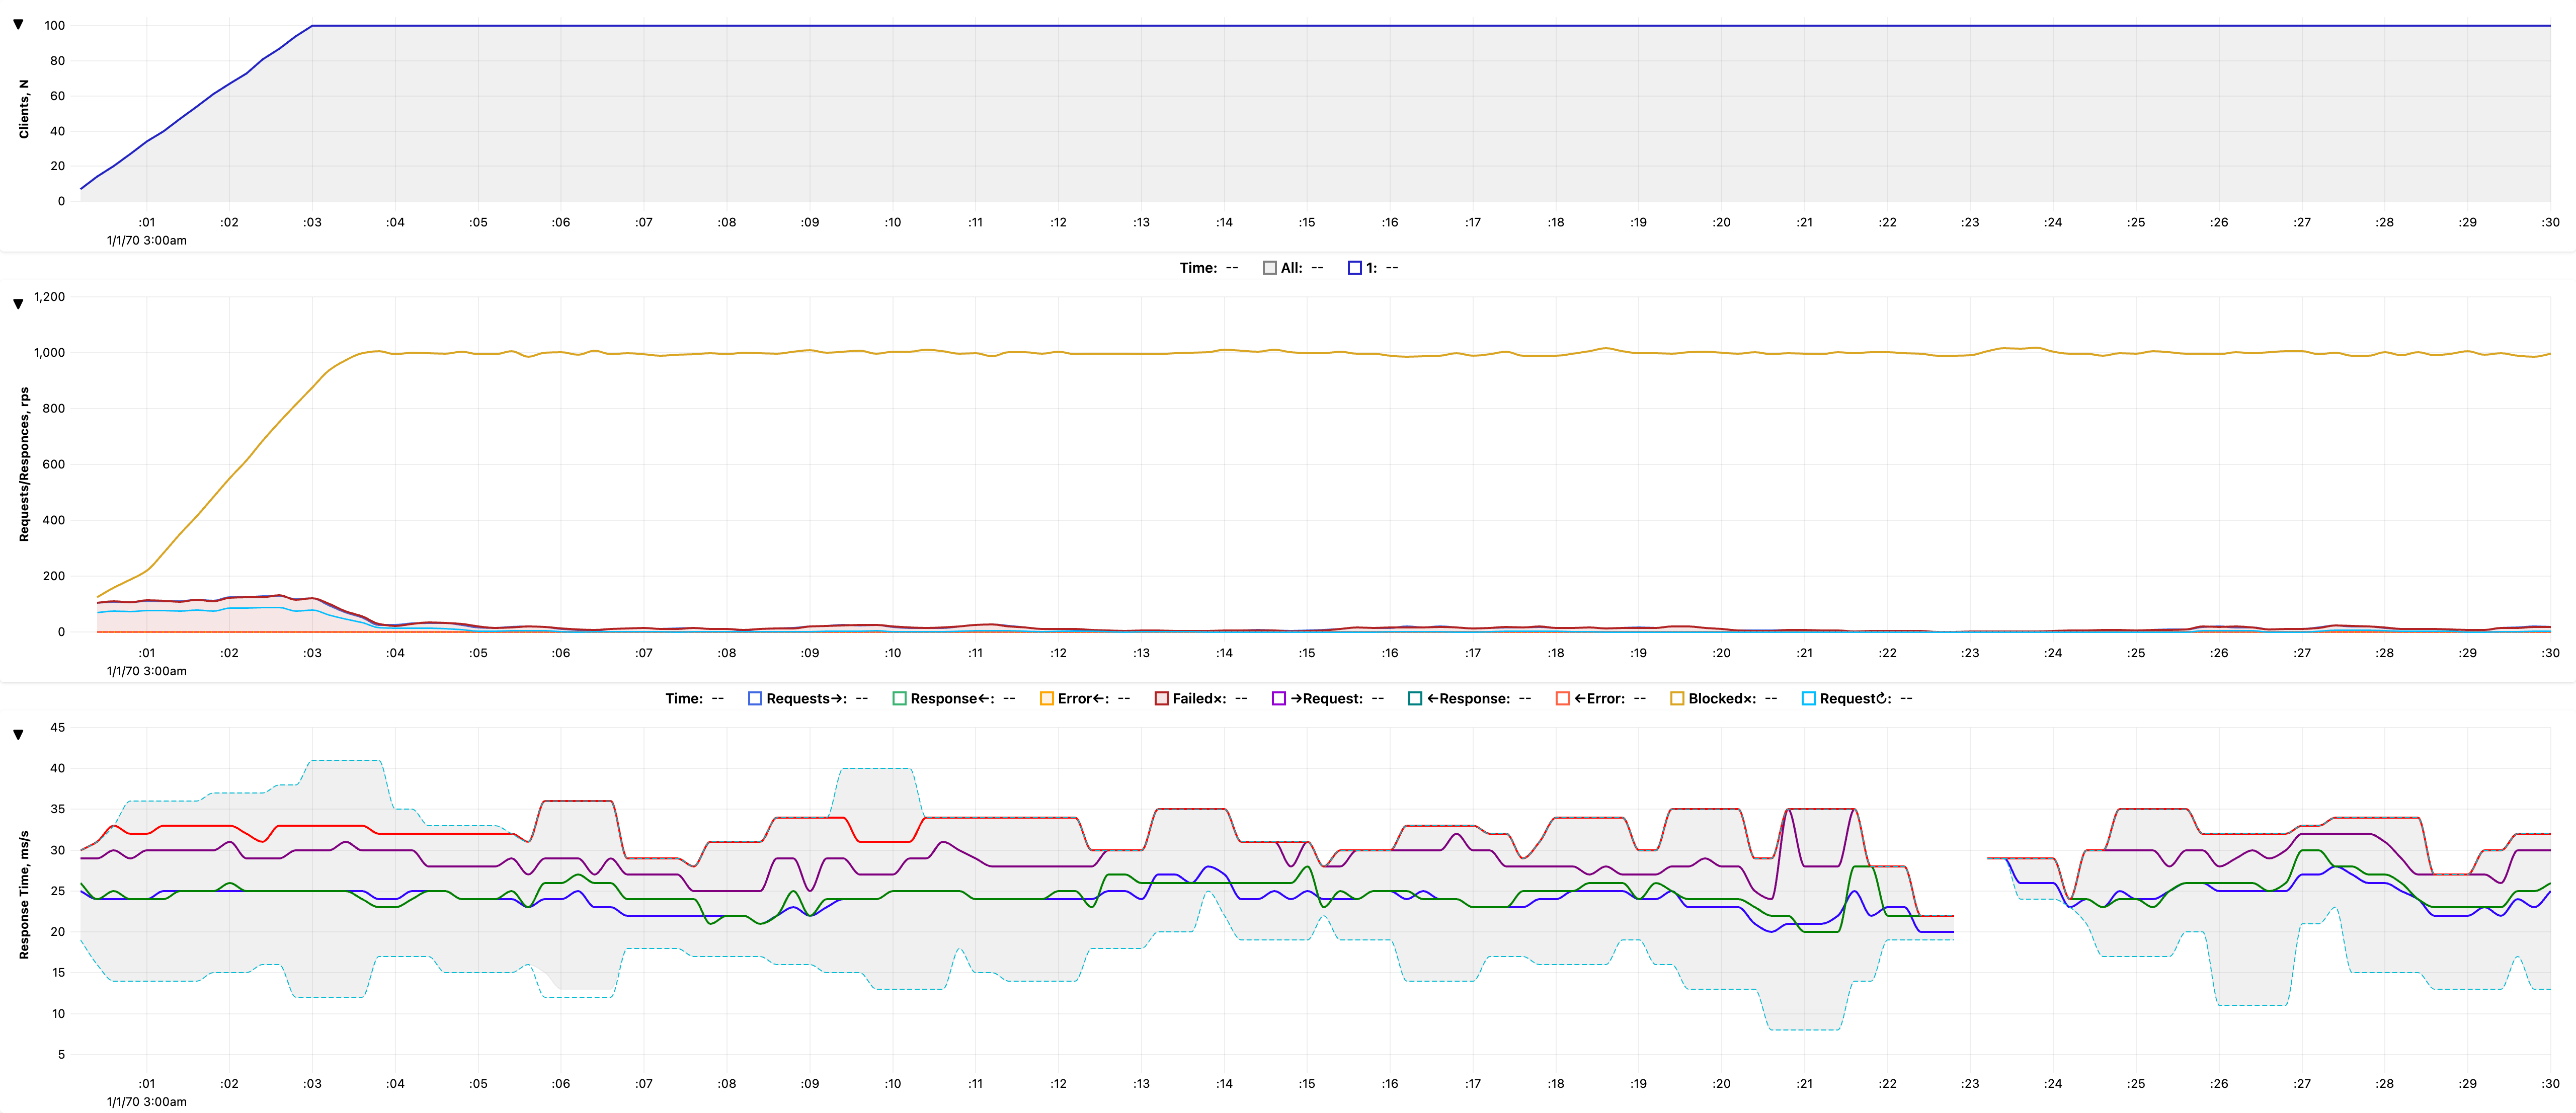 ▼
100
80
60
40
20
0
Clients, N
:01 :02 :03 :04 :05 :06 :07 :08 :09 :10 :11 :12 :13 :14 :15 :16 :17 :18 :19 :20 :21 :22 :23 :24 :25 :26 :27 :28 :29 :30
1/1/70 3:00am
Time: -- All: -- 1: --
▼
1,200
1,000
800
600
400
200
0
Requests/Responces, rps
:01 :02 :03 :04 :05 :06 :07 :08 :09 :10 :11 :12 :13 :14 :15 :16 :17 :18 :19 :20 :21 :22 :23 :24 :25 :26 :27 :28 :29 :30
1/1/70 3:00am
Time: -- Requests→: -- Response←: -- Error←: -- Failed×: -- →Request: -- ←Response: -- ←Error: -- Blocked×: -- Request↻: --
▼
45
40
35
30
25
20
15
10
5
Response Time, ms/s
:01 :02 :03 :04 :05 :06 :07 :08 :09 :10 :11 :12 :13 :14 :15 :16 :17 :18 :19 :20 :21 :22 :23 :24 :25 :26 :27 :28 :29 :30
1/1/70 3:00am